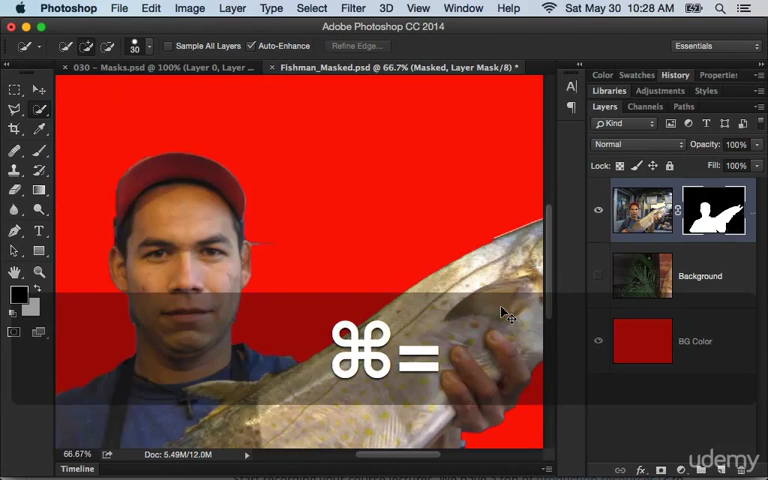 Photoshop File Edit Image Layer Type Select Filter 3D View Window Help Sat May 30 10:28 AM
Adobe Photoshop CC 2014
30 Sample All Layers Auto-Enhance Refine Edge... Essentials
030 - Masks.psd @ 100% (Layer 0, Layer ... Fishman_Masked.psd @ 66.7% (Masked, Layer Mask/8) *
Color Swatches History Properties
Libraries Adjustments Styles
Layers Channels Paths
Kind
Normal Opacity: 100%
Lock: Fill: 100%
...
Background
BG Color
⌘=
66.67% Doc: 5.49M/12.0M
Timeline
udemy